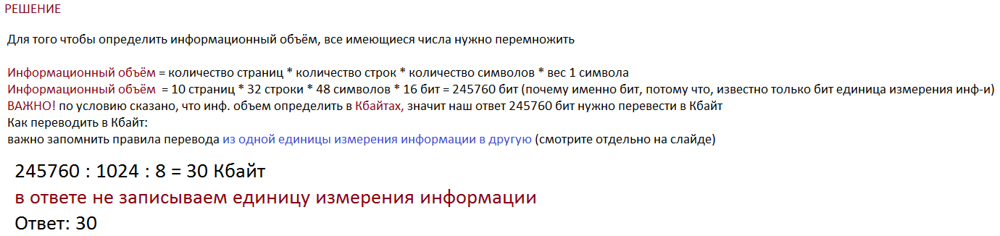 РЕШЕНИЕ
Для того чтобы определить информационный объём, все имеющиеся числа нужно перемножить
Информационный объём = количество страниц * количество строк * количество символов * вес 1 символа
Информационный объём = 10 страниц * 32 строки * 48 символов * 16 бит = 245760 бит (почему именно бит, потому что, известно только бит единица измерения инф-и)
ВАЖНО! по условию сказано, что инф. объем определить в Кбайтах, значит наш ответ 245760 бит нужно перевести в Кбайт
Как переводить в Кбайт:
важно запомнить правила перевода из одной единицы измерения информации в другую (смотрите отдельно на слайде)
245760 : 1024 : 8 = 30 Кбайт
в ответе не записываем единицу измерения информации
Ответ: 30